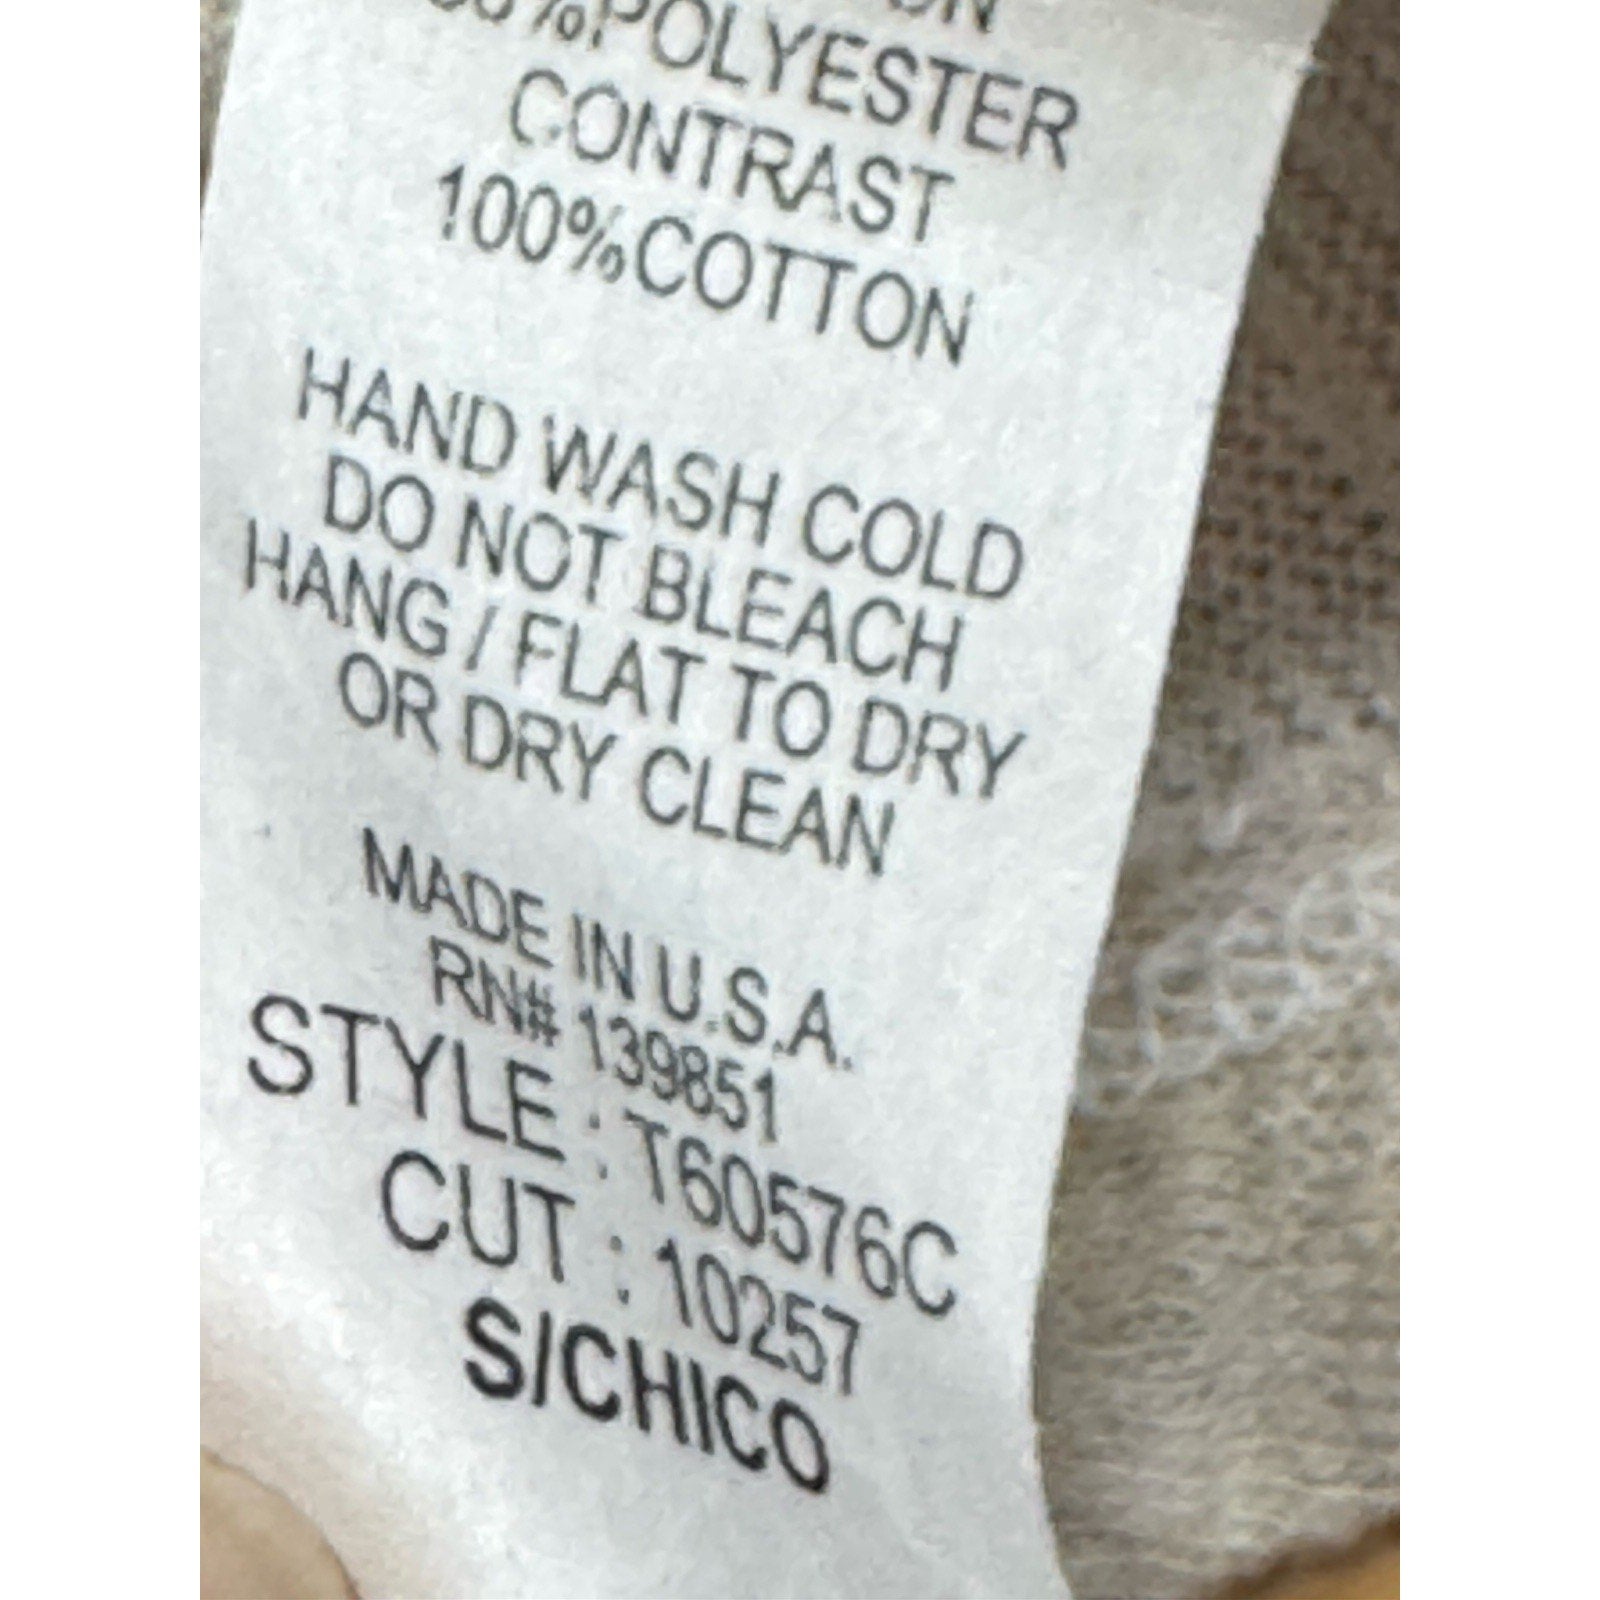 POLYESTER
CONTRAST
100%COTTON
HAND WASH COLD
DO NOT BLEACH
HANG / FLAT TO DRY
OR DRY CLEAN
MADE IN U.S.A.
RN# 139851
STYLE : T60576C
CUT : 10257
S/CHICO